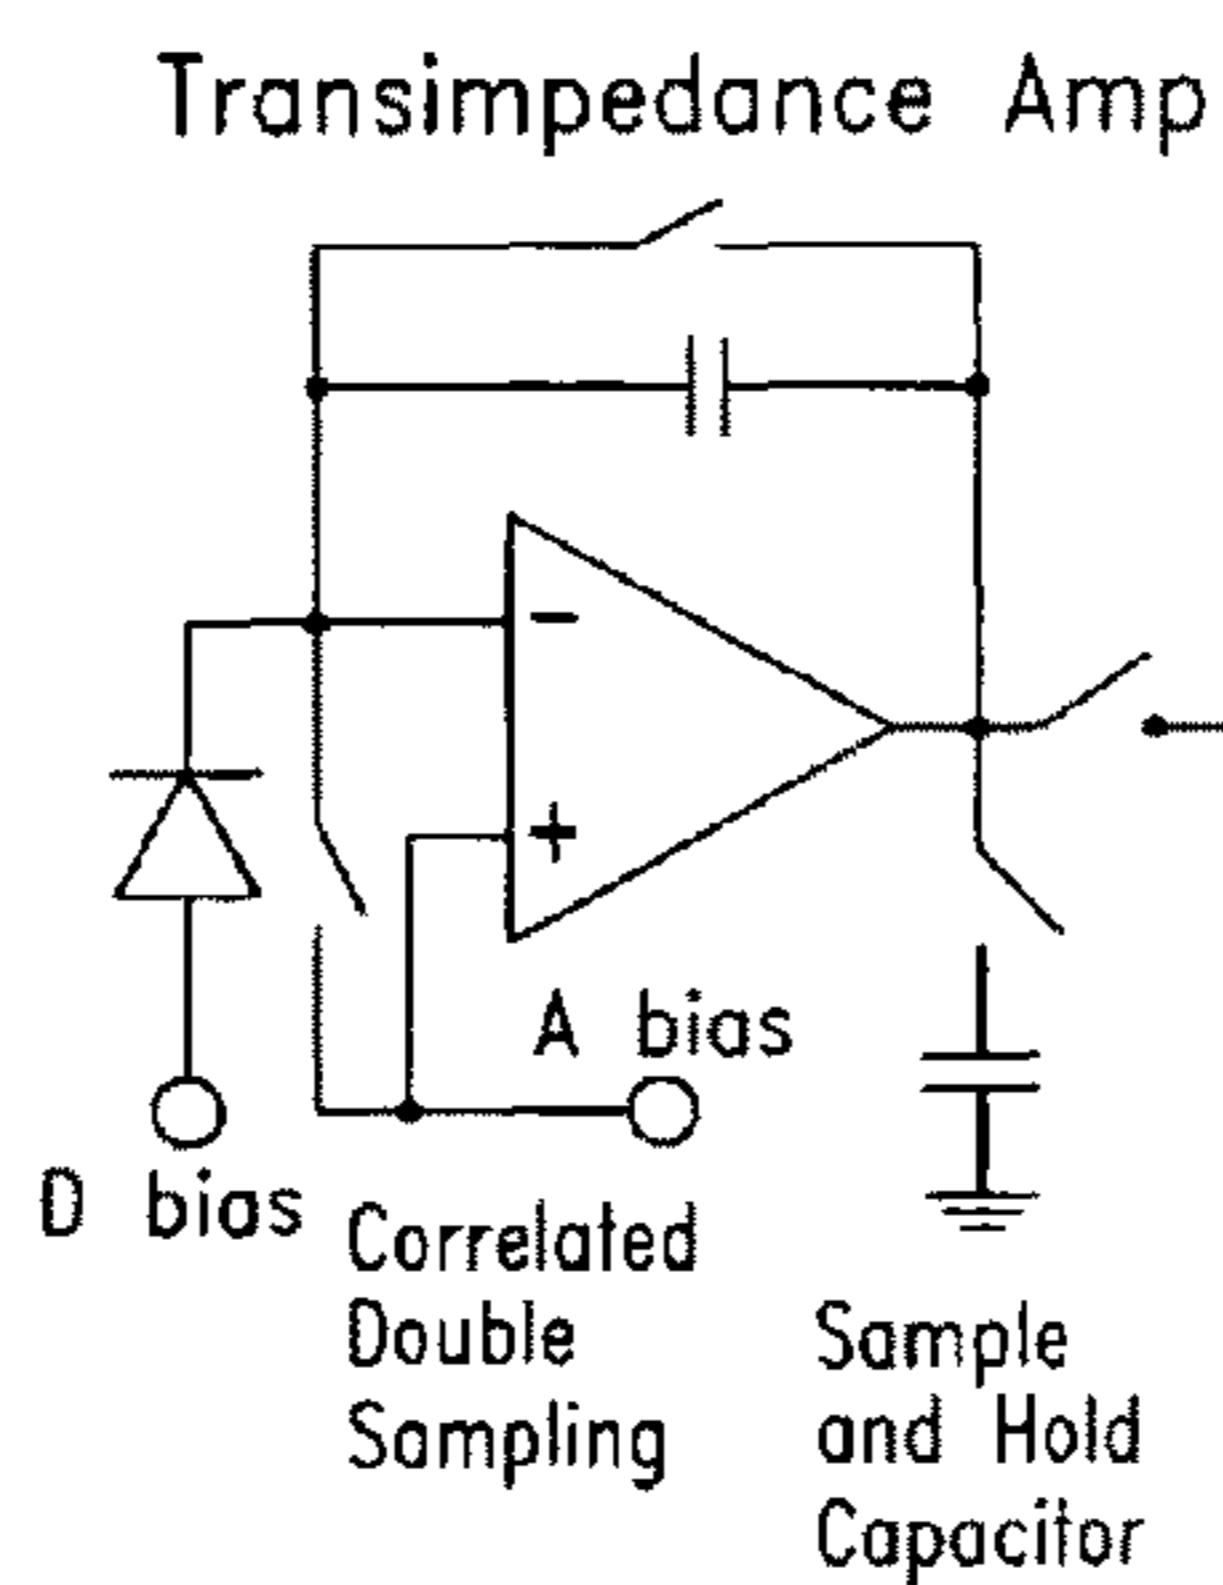 Transimpedance Amp
−
+
A bias
D bias
Correlated
Double
Sampling
Sample
and Hold
Capacitor